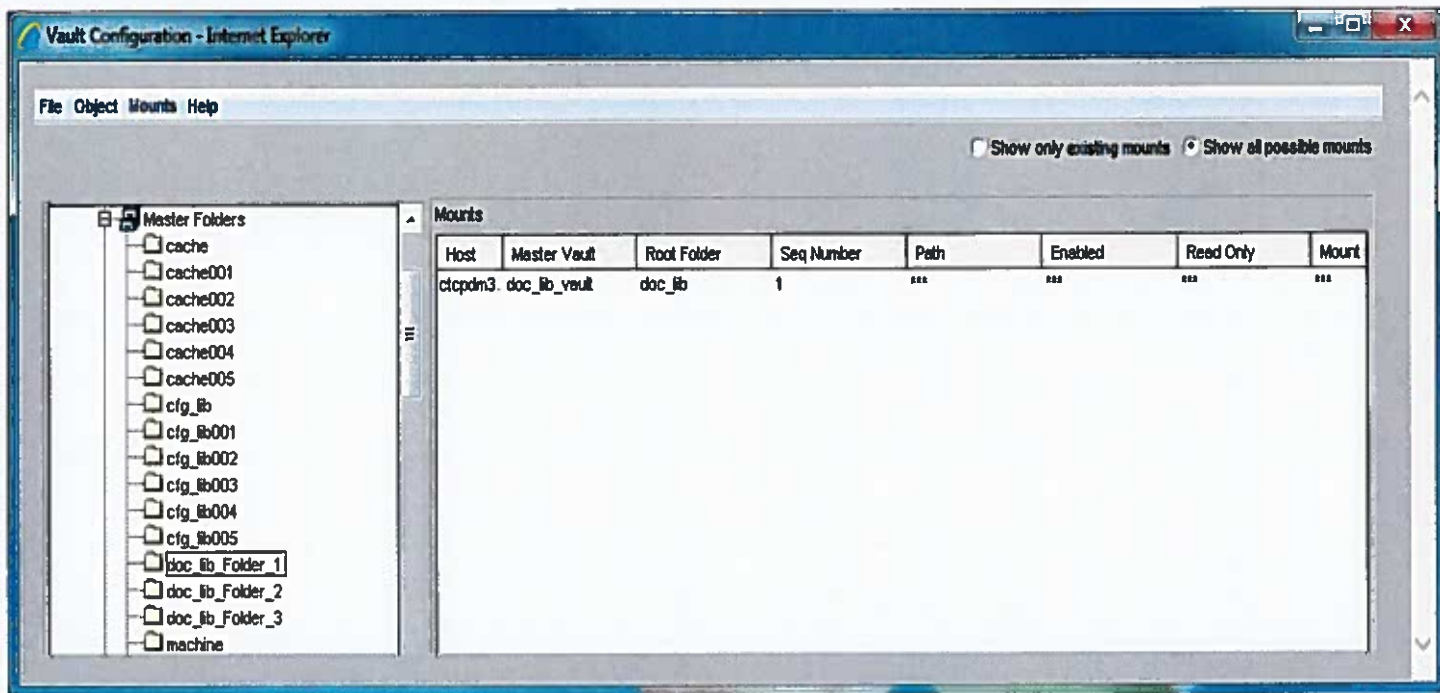 Vault Configuration - Internet Explorer
File Object Mounts Help
Show only existing mounts Show all possible mounts
Master Folders
cache
cache001
cache002
cache003
cache004
cache005
cfg_lib
cfg_lib001
cfg_lib002
cfg_lib003
cfg_lib004
cfg_lib005
doc_lib_Folder_1
doc_lib_Folder_2
doc_lib_Folder_3
machine
Mounts
Host Master Vault Root Folder Seq Number Path Enabled Read Only Mount
ctcpdm3. doc_lib_vault doc_lib 1 *** *** *** ***